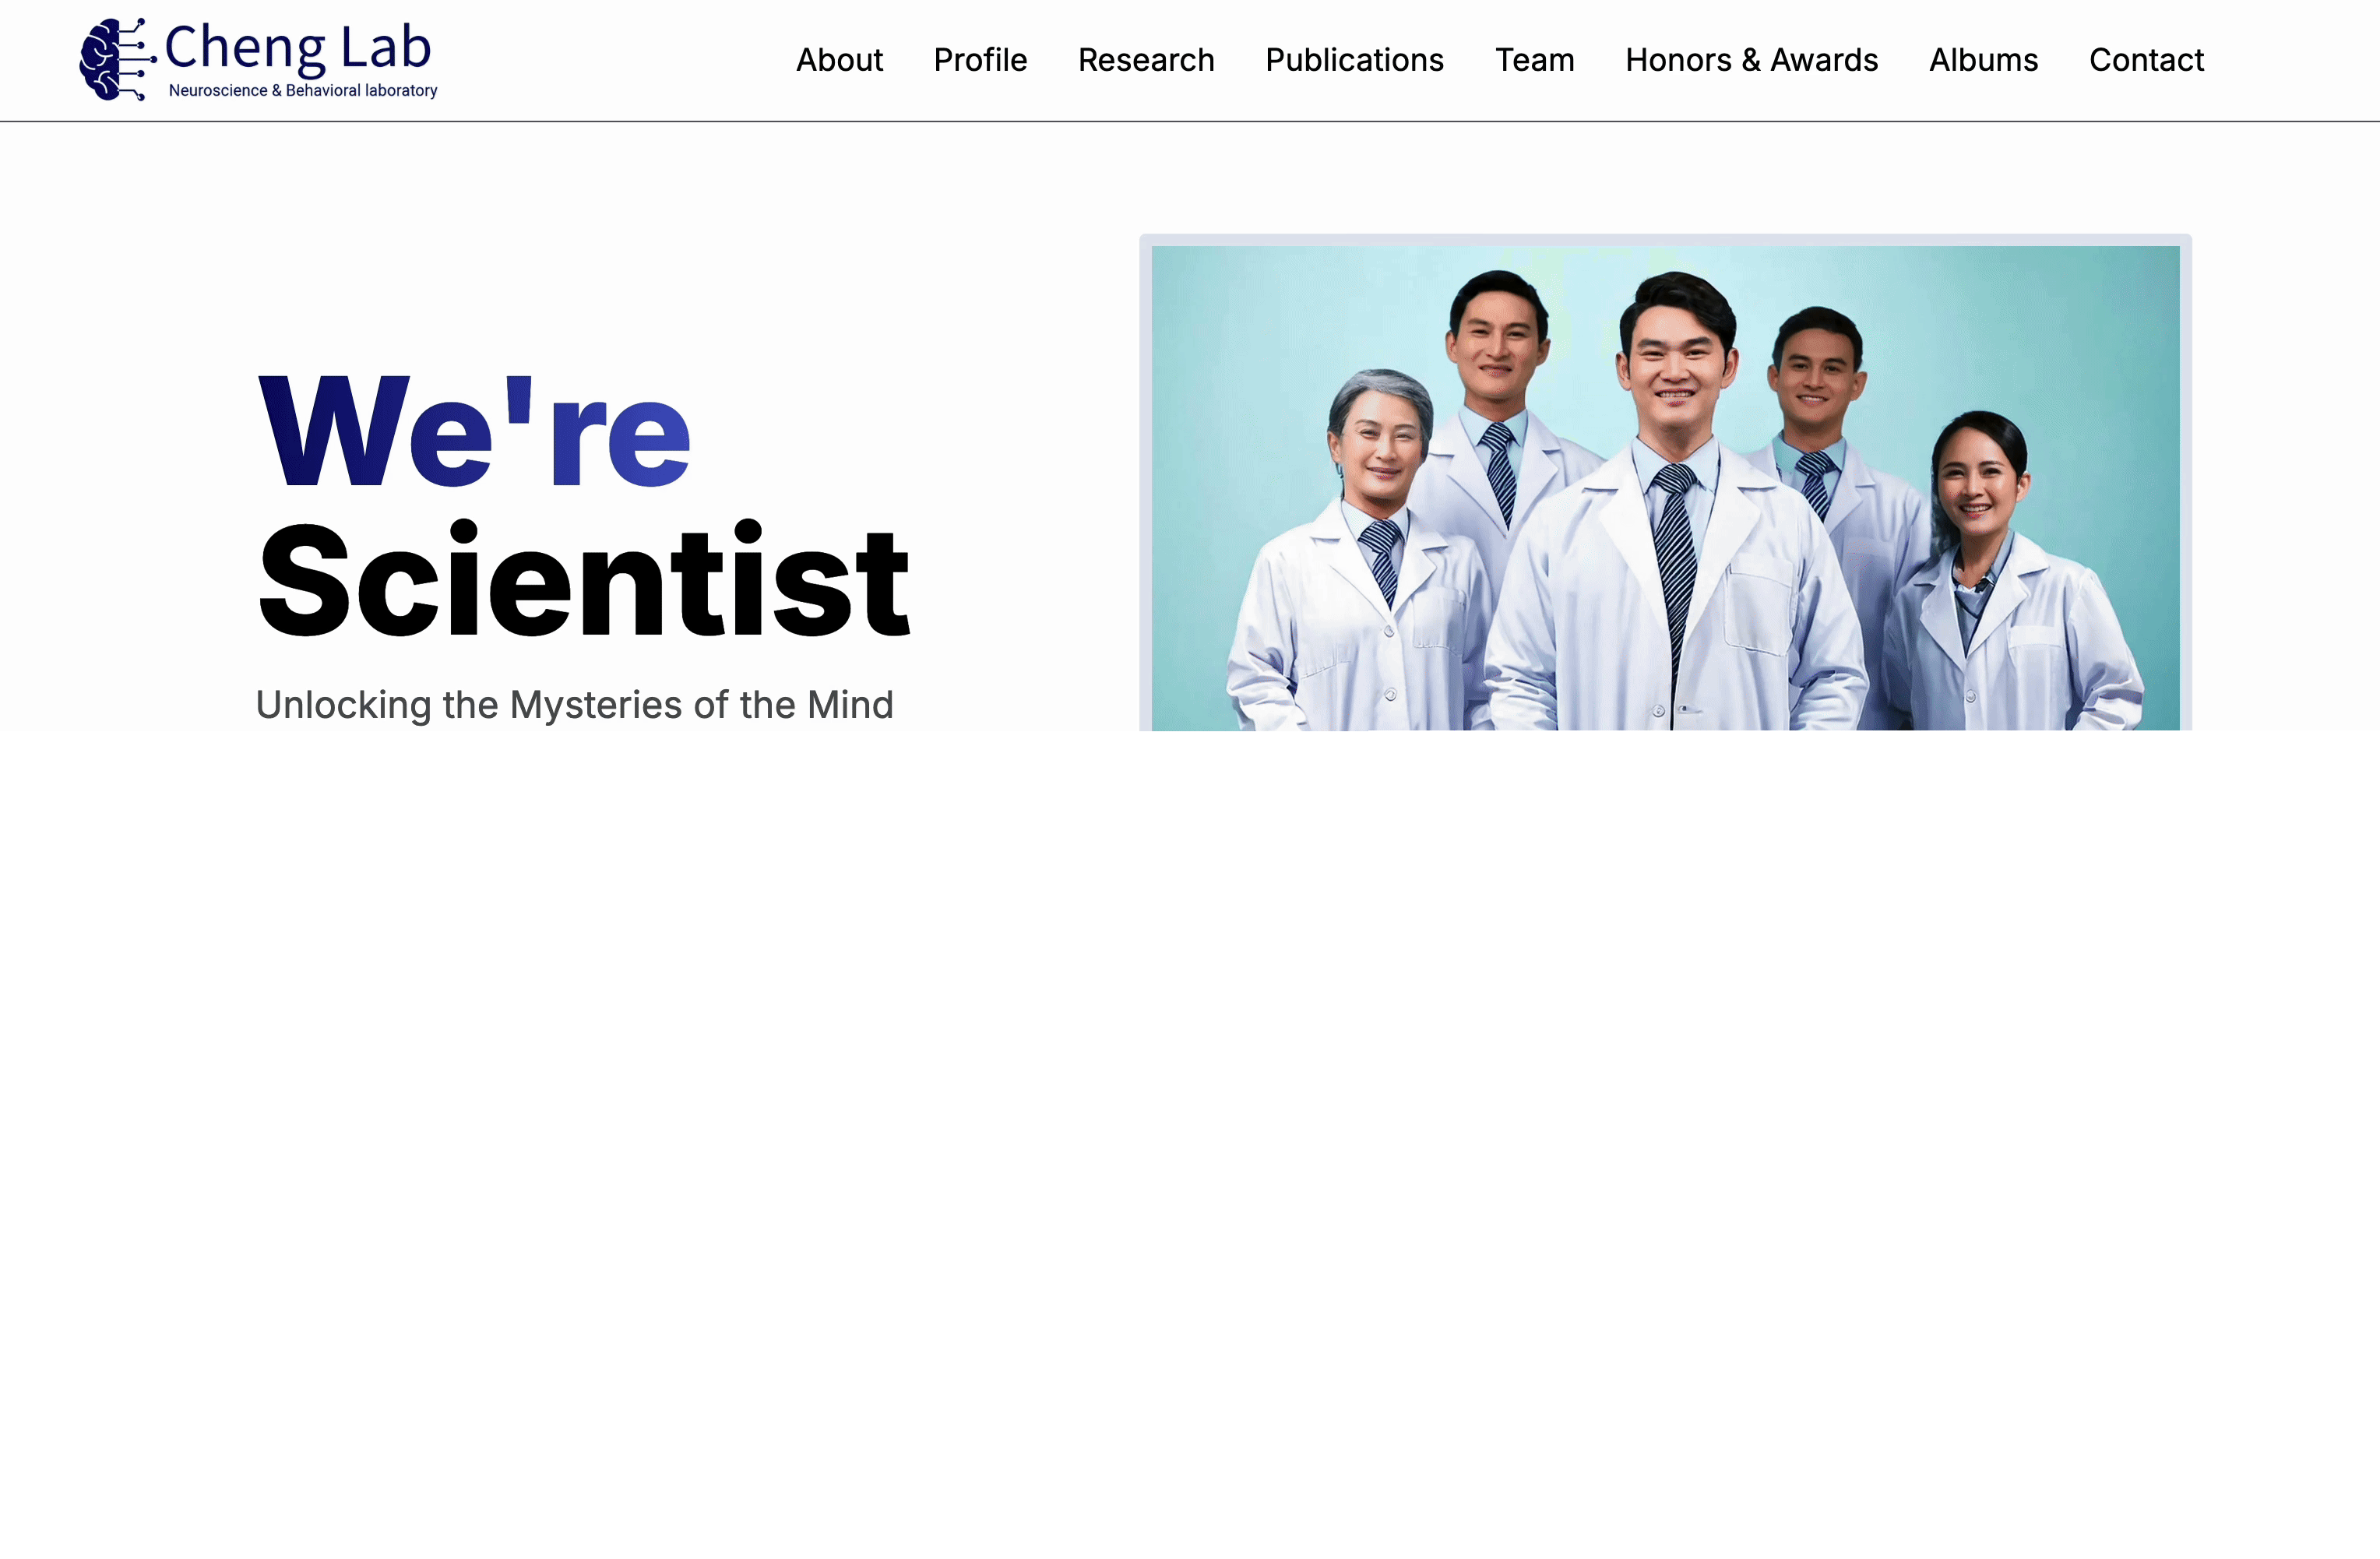 Cheng Lab
Neuroscience & Behavioral laboratory
About Profile Research Publications Team Honors & Awards Albums Contact
We're
Scientist
Unlocking the Mysteries of the Mind